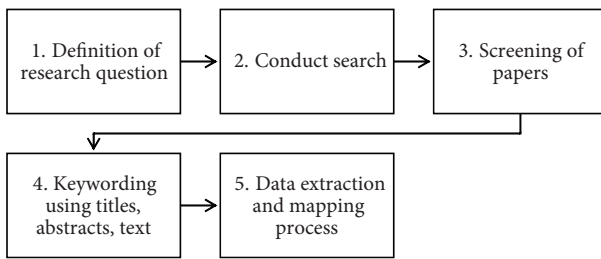 1. Definition of
research question
2. Conduct search
3. Screening of
papers
4. Keywording
using titles,
abstracts, text
5. Data extraction
and mapping
process